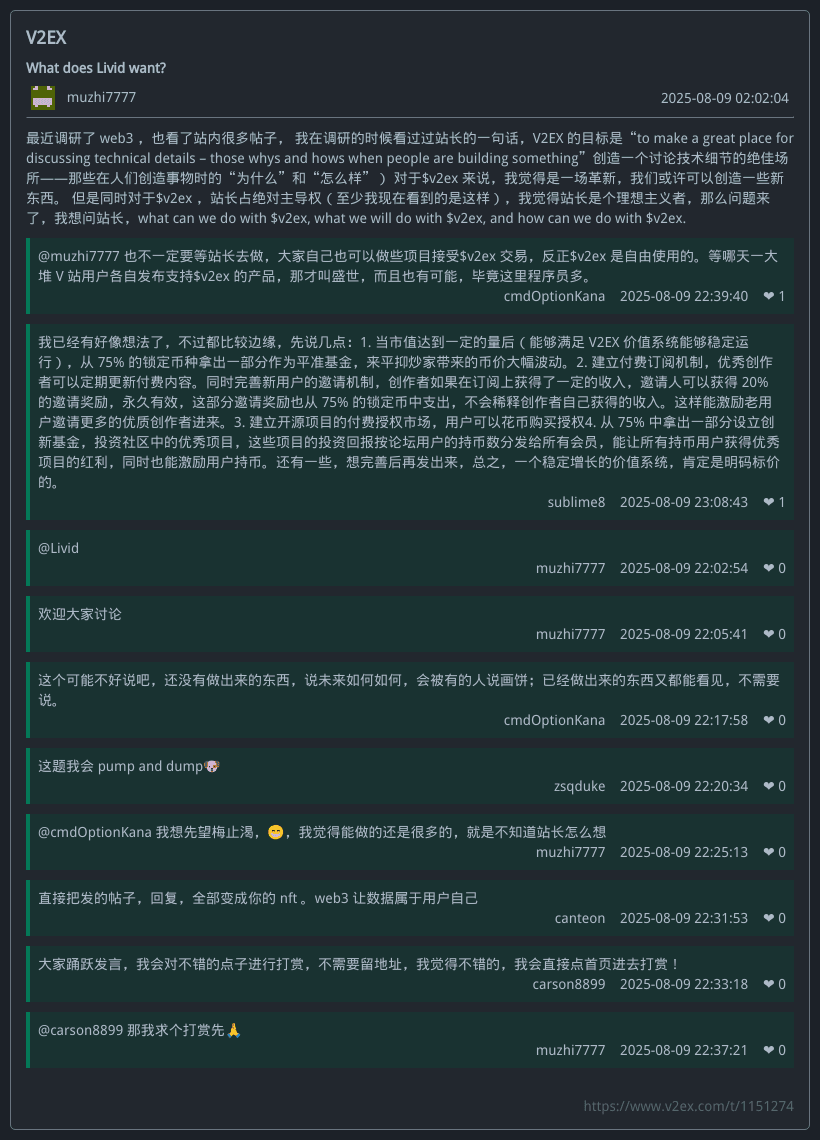 V2EX
What does Livid want?
muzhi7777 2025-08-09 02:02:04
最近调研了 web3 ，也看了站内很多帖子， 我在调研的时候看过过站长的一句话，V2EX 的目标是“to make a great place for
discussing technical details – those whys and hows when people are building something”创造一个讨论技术细节的绝佳场
所——那些在人们创造事物时的“为什么”和“怎么样” ）对于$v2ex 来说，我觉得是一场革新，我们或许可以创造一些新
东西。 但是同时对于$v2ex ，站长占绝对主导权（至少我现在看到的是这样），我觉得站长是个理想主义者，那么问题来
了，我想问站长，what can we do with $v2ex, what we will do with $v2ex, and how can we do with $v2ex.
@muzhi7777 也不一定要等站长去做，大家自己也可以做些项目接受$v2ex 交易，反正$v2ex 是自由使用的。等哪天一大
堆 V 站用户各自发布支持$v2ex 的产品，那才叫盛世，而且也有可能，毕竟这里程序员多。
cmdOptionKana 2025-08-09 22:39:40 ❤ 1
我已经有好像想法了，不过都比较边缘，先说几点：1. 当市值达到一定的量后（能够满足 V2EX 价值系统能够稳定运
行），从 75% 的锁定币种拿出一部分作为平准基金，来平抑炒家带来的币价大幅波动。2. 建立付费订阅机制，优秀创作
者可以定期更新付费内容。同时完善新用户的邀请机制，创作者如果在订阅上获得了一定的收入，邀请人可以获得 20%
的邀请奖励，永久有效，这部分邀请奖励也从 75% 的锁定币中支出，不会稀释创作者自己获得的收入。这样能激励老用
户邀请更多的优质创作者进来。3. 建立开源项目的付费授权市场，用户可以花币购买授权4. 从 75% 中拿出一部分设立创
新基金，投资社区中的优秀项目，这些项目的投资回报按论坛用户的持币数分发给所有会员，能让所有持币用户获得优秀
项目的红利，同时也能激励用户持币。还有一些，想完善后再发出来，总之，一个稳定增长的价值系统，肯定是明码标价
的。
sublime8 2025-08-09 23:08:43 ❤ 1
@Livid
muzhi7777 2025-08-09 22:02:54 ❤ 0
欢迎大家讨论
muzhi7777 2025-08-09 22:05:41 ❤ 0
这个可能不好说吧，还没有做出来的东西，说未来如何如何，会被有的人说画饼；已经做出来的东西又都能看见，不需要
说。
cmdOptionKana 2025-08-09 22:17:58 ❤ 0
这题我会 pump and dump🐶
zsqduke 2025-08-09 22:20:34 ❤ 0
@cmdOptionKana 我想先望梅止渴，😁，我觉得能做的还是很多的，就是不知道站长怎么想
muzhi7777 2025-08-09 22:25:13 ❤ 0
直接把发的帖子，回复，全部变成你的 nft 。web3 让数据属于用户自己
canteon 2025-08-09 22:31:53 ❤ 0
大家踊跃发言，我会对不错的点子进行打赏，不需要留地址，我觉得不错的，我会直接点首页进去打赏！
carson8899 2025-08-09 22:33:18 ❤ 0
@carson8899 那我求个打赏先🙏
muzhi7777 2025-08-09 22:37:21 ❤ 0
https://www.v2ex.com/t/1151274